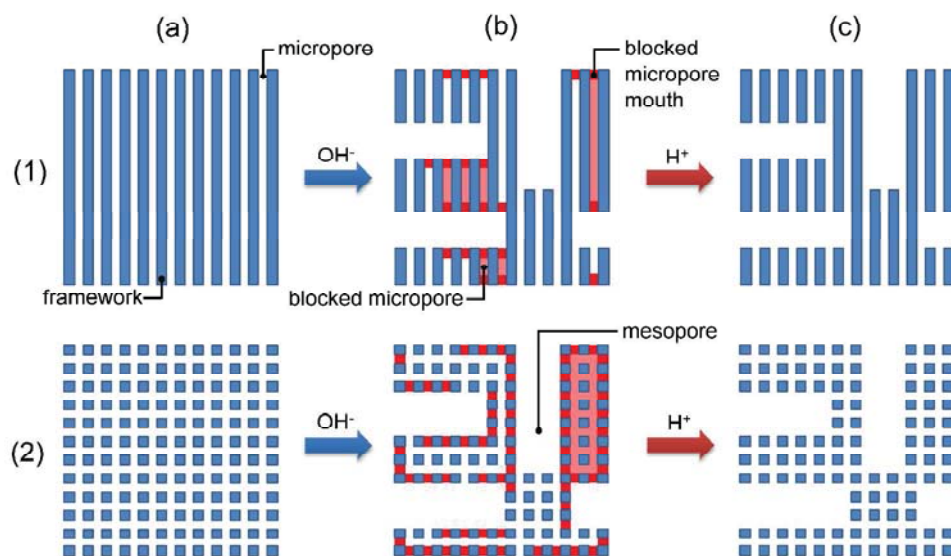 (a)
(b)
(c)
micropore
blocked
micropore
mouth
(1)
OH-
H+
framework
blocked micropore
mesopore
(2)
OH-
H+